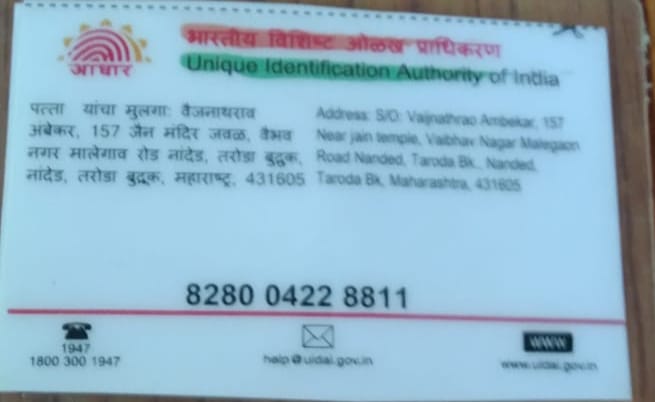 आधार
भारतीय विशिष्ट ओळख प्राधिकरण
Unique Identification Authority of India
पत्ता यांचा मुलगा: वैजनाथराव
अंबेकर, 157 जैन मंदिर जवळ, वैभव
नगर मालेगाव रोड नांदेड, तरोडा बुद्रूक,
नांदेड, तरोडा बुद्रूक, महाराष्ट्र, 431605
Address: S/O: Vaijnathrao Ambekar, 157
Near jain temple, Vaibhav Nagar Malegaon
Road Nanded, Taroda Bk., Nanded,
Taroda Bk, Maharashtra, 431605
8280 0422 8811
1947
1800 300 1947
help@uidai.gov.in
WWW
www.uidai.gov.in